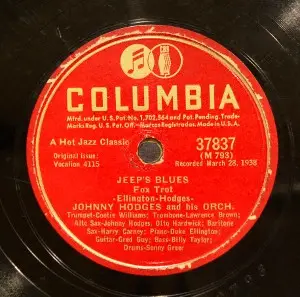 COLUMBIA
Mfrd. under U.S. Pat. No. 1,702,564 and Pat. Pending. Trade-
Marks Reg. U.S. Pat. Off.-Marcas Registradas. Made in U.S.A.
A Hot Jazz Classic 37837
Original Issue: (M 793)
Vocalion 4115 Recorded March 28, 1938
JEEP'S BLUES
Fox Trot
-Ellington-Hodges-
JOHNNY HODGES and his ORCH.
Trumpet-Cootie Williams; Trombone-Lawrence Brown;
Alto Sax-Johnny Hodges, Otto Hardwick; Baritone
Sax-Harry Carney; Piano-Duke Ellington;
Guitar-Fred Guy; Bass-Billy Taylor;
Drums-Sonny Greer